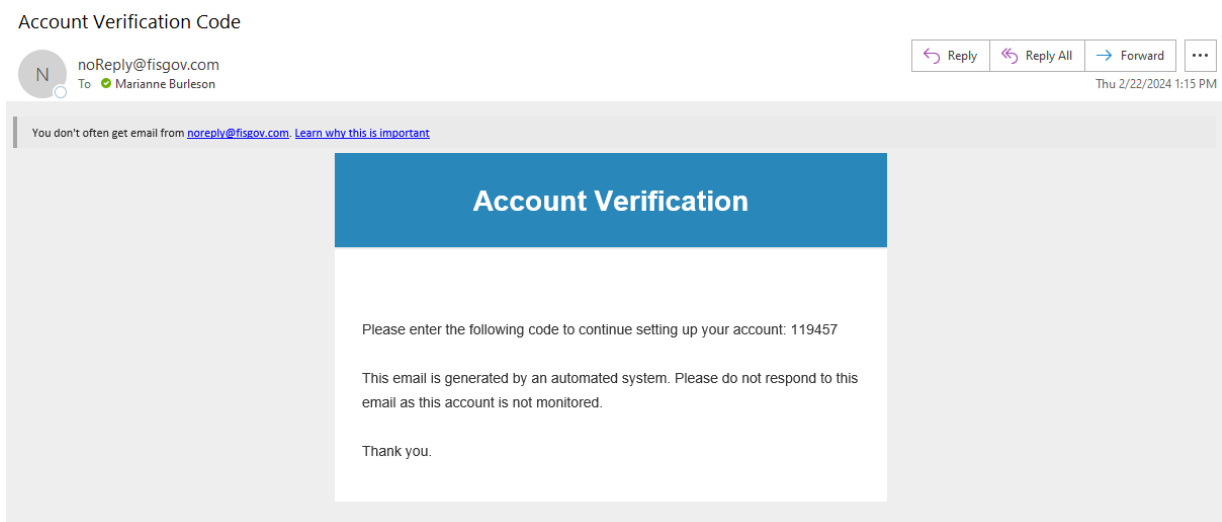 Account Verification Code
N
noReply@fisgov.com
To Marianne Burleson
Reply
Reply All
Forward
Thu 2/22/2024 1:15 PM
You don't often get email from noreply@fisgov.com. Learn why this is important
Account Verification
Please enter the following code to continue setting up your account: 119457
This email is generated by an automated system. Please do not respond to this
email as this account is not monitored.
Thank you.